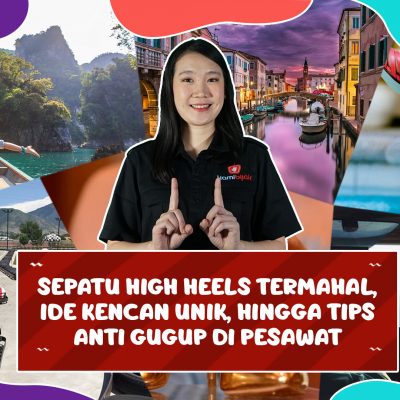 SEPATU HIGH HEELS TERMAHAL,
IDE KENCAN UNIK, HINGGA TIPS
ANTI GUGUP DI PESAWAT